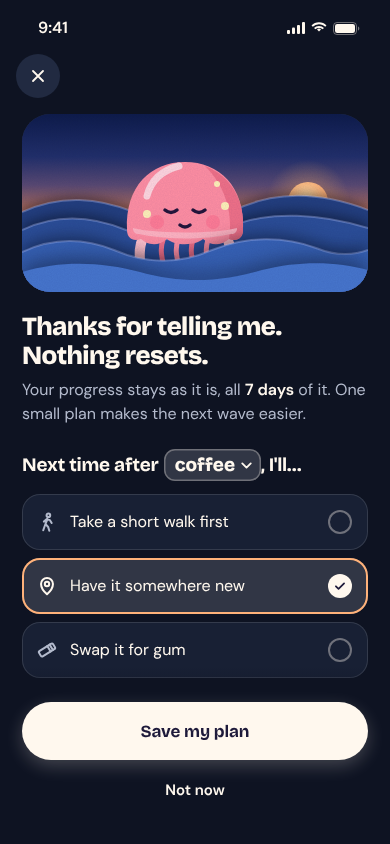 9:41
Thanks for telling me.
Nothing resets.
Your progress stays as it is, all 7 days of it. One
small plan makes the next wave easier.
Next time after coffee, I'll...
Take a short walk first
Have it somewhere new
Swap it for gum
Save my plan
Not now